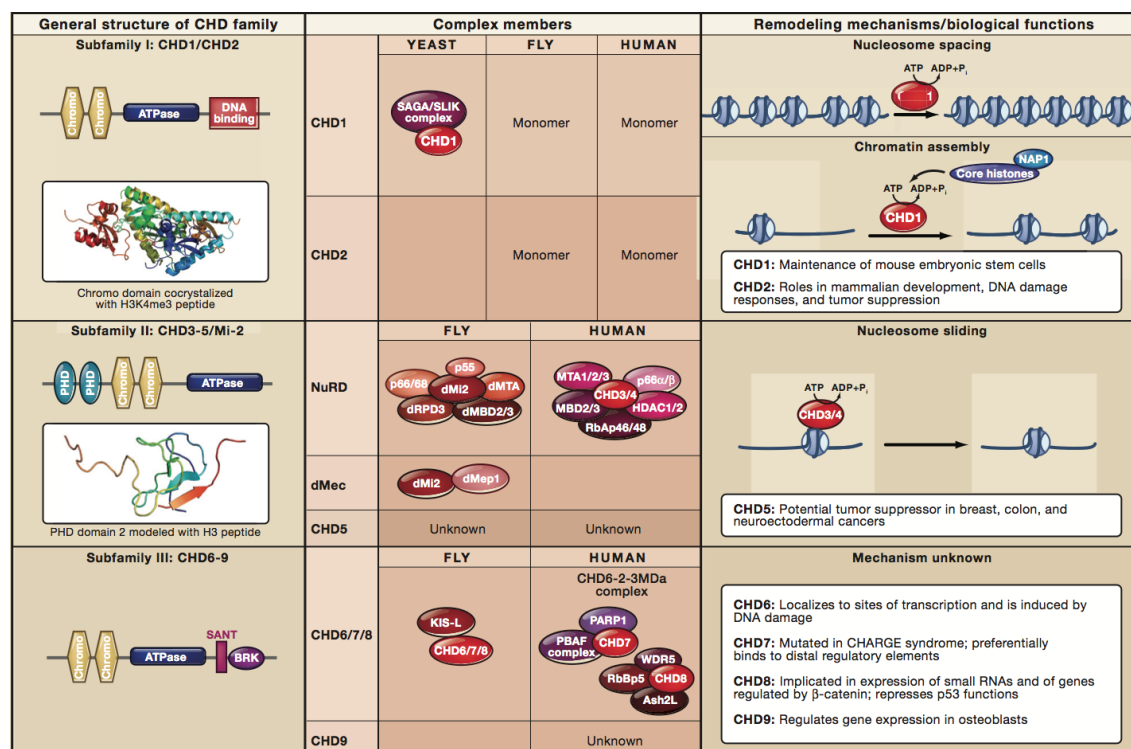 General structure of CHD family
Complex members
Remodeling mechanisms/biological functions
Subfamily I: CHD1/CHD2
Chromo
Chromo
ATPase
DNA
binding
Chromo domain cocrystalized
with H3K4me3 peptide
YEAST
FLY
HUMAN
CHD1
SAGA/SLIK
complex
CHD1
Monomer
Monomer
CHD2
Monomer
Monomer
Nucleosome spacing
ATP ADP+Pi
1
Chromatin assembly
NAP1
Core histones
ATP ADP+Pi
CHD1
CHD1: Maintenance of mouse embryonic stem cells
CHD2: Roles in mammalian development, DNA damage
responses, and tumor suppression
Subfamily II: CHD3-5/Mi-2
PHD
PHD
Chromo
Chromo
ATPase
PHD domain 2 modeled with H3 peptide
FLY
HUMAN
NuRD
p55
p66/68
dMi2
dMTA
dRPD3
dMBD2/3
MTA1/2/3
p66α/β
CHD3/4
MBD2/3
HDAC1/2
RbAp46/48
dMec
dMi2
dMep1
CHD5
Unknown
Unknown
Nucleosome sliding
ATP ADP+Pi
CHD3/4
CHD5: Potential tumor suppressor in breast, colon, and
neuroectodermal cancers
Subfamily III: CHD6-9
Chromo
Chromo
ATPase
SANT
BRK
FLY
HUMAN
CHD6/7/8
KIS-L
CHD6/7/8
CHD6-2-3MDa
complex
PARP1
PBAF
complex
CHD7
WDR5
RbBp5
CHD8
Ash2L
CHD9
Unknown
Mechanism unknown
CHD6: Localizes to sites of transcription and is induced by
DNA damage
CHD7: Mutated in CHARGE syndrome; preferentially
binds to distal regulatory elements
CHD8: Implicated in expression of small RNAs and of genes
regulated by β-catenin; represses p53 functions
CHD9: Regulates gene expression in osteoblasts